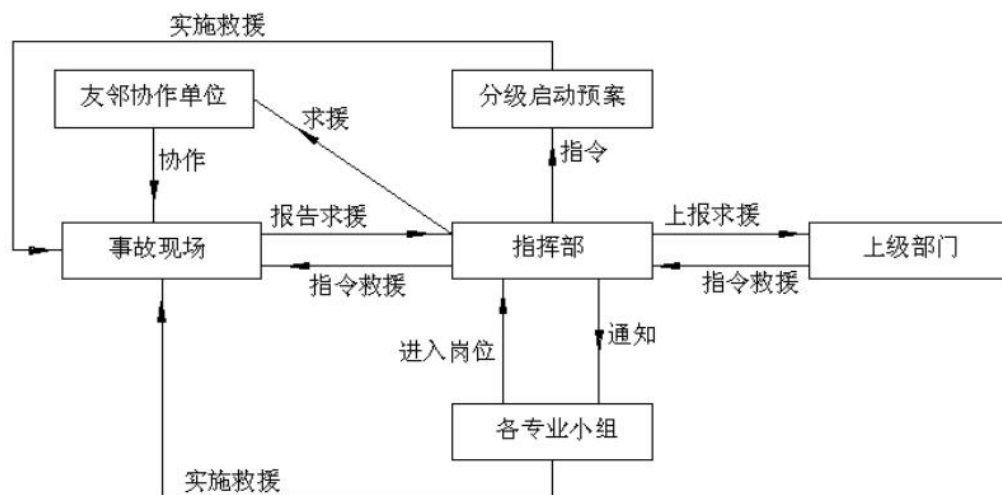 实施救援
友邻协作单位
分级启动预案
求援
协作
指令
报告求援
上报求援
事故现场
指挥部
上级部门
指令救援
指令救援
进入岗位
通知
各专业小组
实施救援